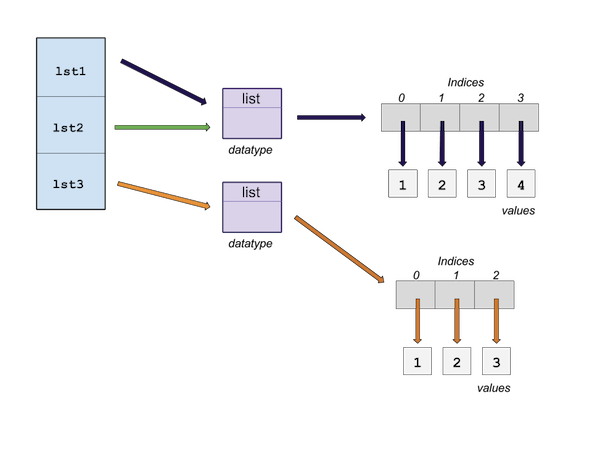 lst1
lst2
lst3
list
datatype
list
datatype
Indices
0 1 2 3
1 2 3 4
values
Indices
0 1 2
1 2 3
values